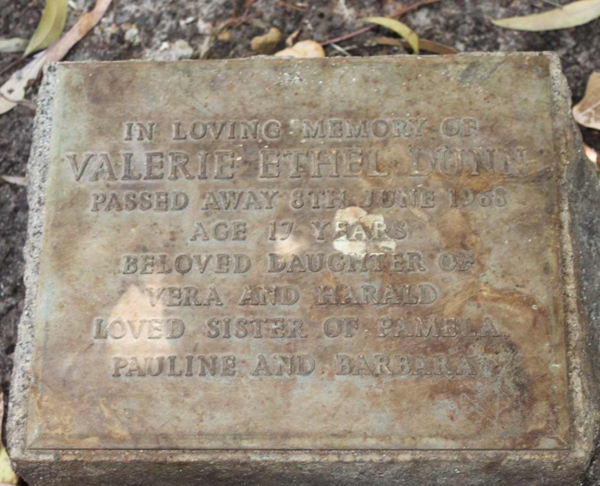 IN LOVING MEMORY OF
VALERIE ETHEL DUNN
PASSED AWAY 8TH JUNE 1968
AGE 17 YEARS
BELOVED DAUGHTER OF
VERA AND HARALD
LOVED SISTER OF PAMELA,
PAULINE AND BARBARA